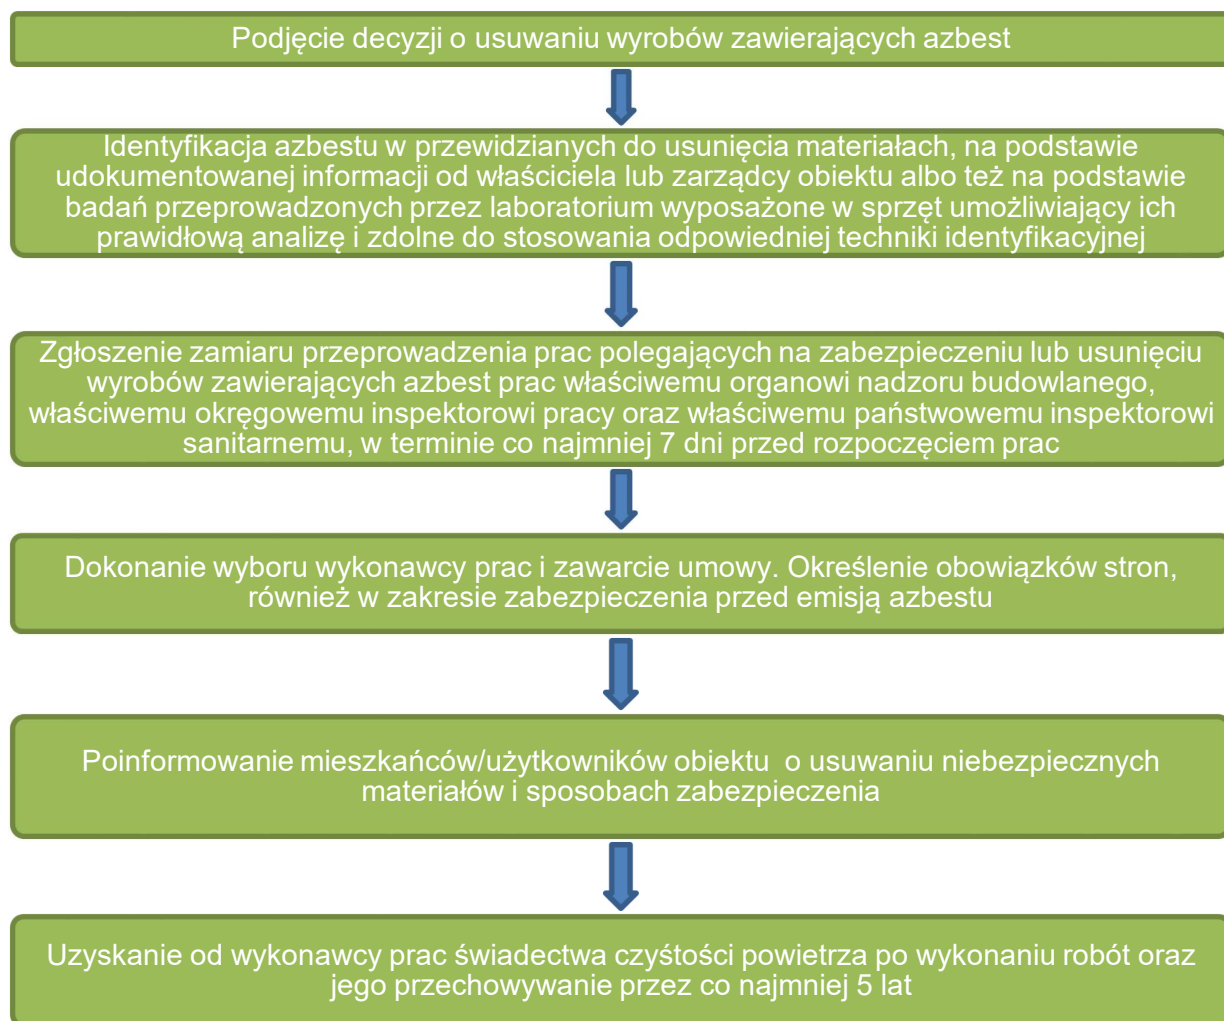 Podjęcie decyzji o usuwaniu wyrobów zawierających azbest
Identyfikacja azbestu w przewidzianych do usunięcia materiałach, na podstawie
udokumentowanej informacji od właściciela lub zarządcy obiektu albo też na podstawie
badań przeprowadzonych przez laboratorium wyposażone w sprzęt umożliwiający ich
prawidłową analizę i zdolne do stosowania odpowiedniej techniki identyfikacyjnej
Zgłoszenie zamiaru przeprowadzenia prac polegających na zabezpieczeniu lub usunięciu
wyrobów zawierających azbest prac właściwemu organowi nadzoru budowlanego,
właściwemu okręgowemu inspektorowi pracy oraz właściwemu państwowemu inspektorowi
sanitarnemu, w terminie co najmniej 7 dni przed rozpoczęciem prac
Dokonanie wyboru wykonawcy prac i zawarcie umowy. Określenie obowiązków stron,
również w zakresie zabezpieczenia przed emisją azbestu
Poinformowanie mieszkańców/użytkowników obiektu o usuwaniu niebezpiecznych
materiałów i sposobach zabezpieczenia
Uzyskanie od wykonawcy prac świadectwa czyśtości powietrza po wykonaniu robót oraz
jego przechowywanie przez co najmniej 5 lat